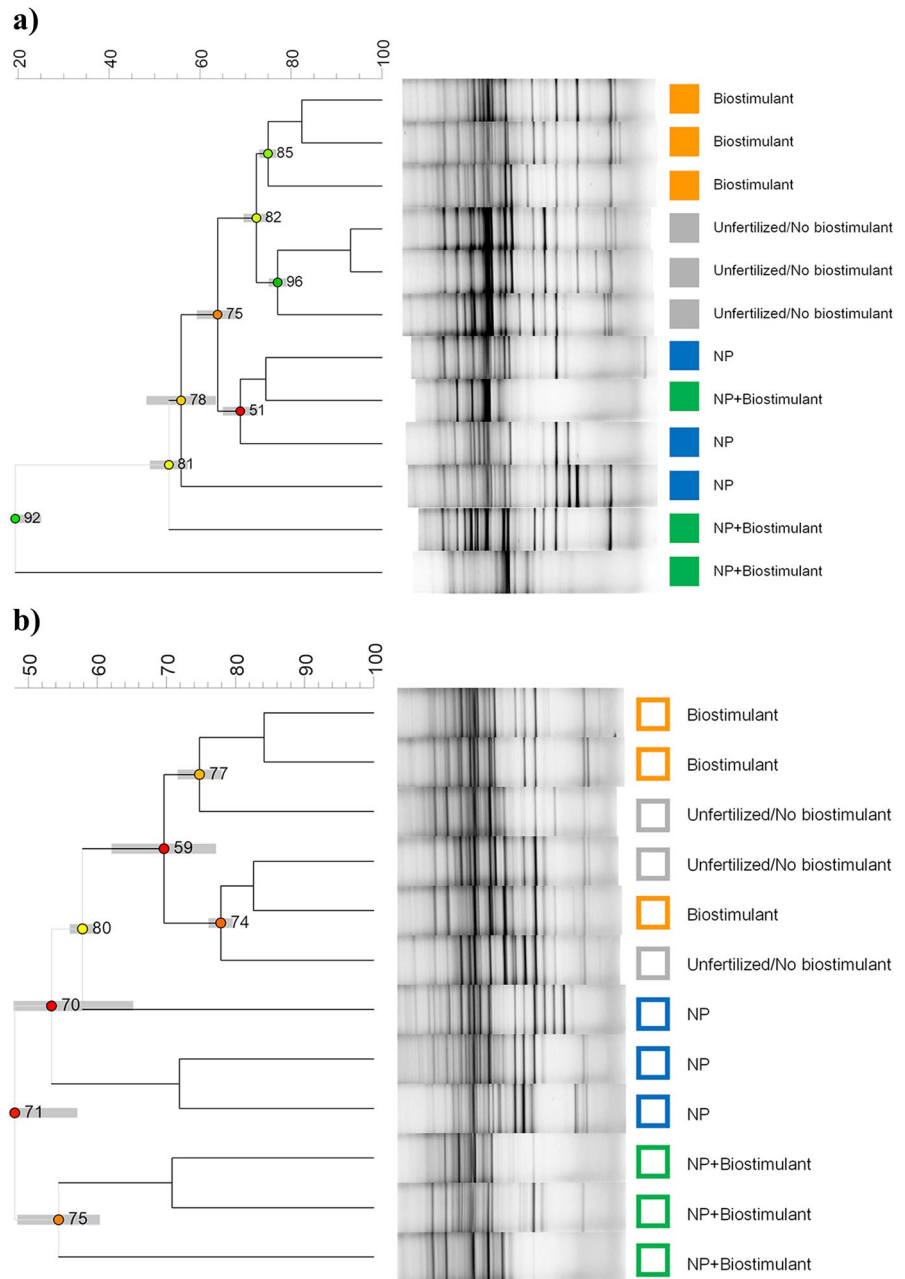 a)
20 40 60 80 100
Biostimulant
85
Biostimulant
Biostimulant
82
Unfertilized/No biostimulant
96
Unfertilized/No biostimulant
75
Unfertilized/No biostimulant
NP
78
NP+Biostimulant
51
NP
81
NP
92
NP+Biostimulant
NP+Biostimulant
b)
50 60 70 80 90 100
Biostimulant
77
Biostimulant
Unfertilized/No biostimulant
59
Unfertilized/No biostimulant
74
Biostimulant
80
Unfertilized/No biostimulant
70
NP
NP
71
NP
NP+Biostimulant
75
NP+Biostimulant
NP+Biostimulant